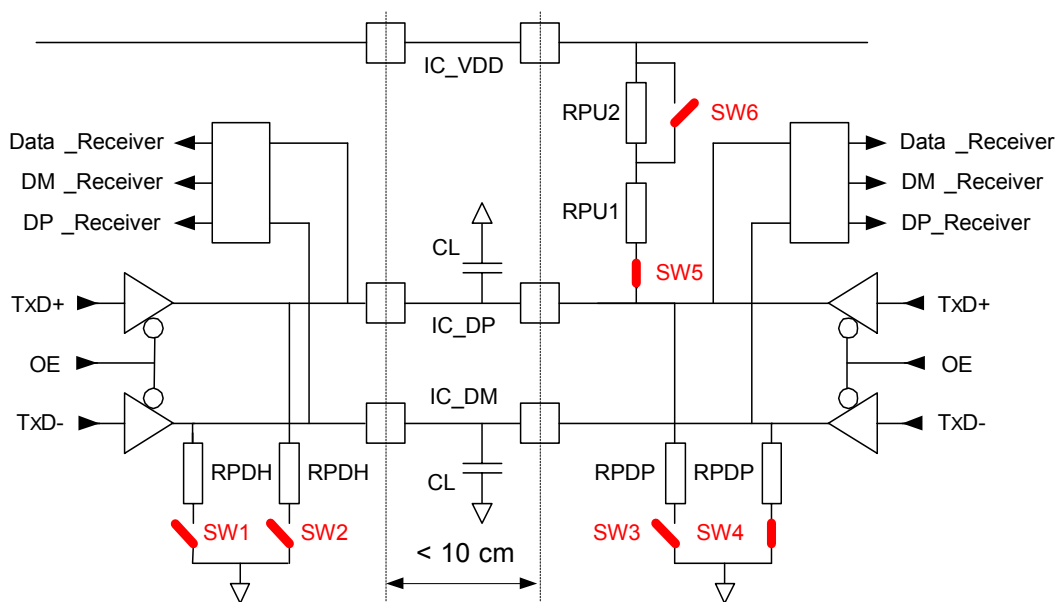 IC_VDD
RPU2
SW6
Data _Receiver
DM _Receiver
DP _Receiver
Data _Receiver
DM _Receiver
DP_Receiver
RPU1
CL
SW5
TxD+
IC_DP
TxD+
OE
OE
TxD-
IC_DM
TxD-
RPDH
RPDH
CL
RPDP
RPDP
SW1
SW2
SW3
SW4
< 10 cm